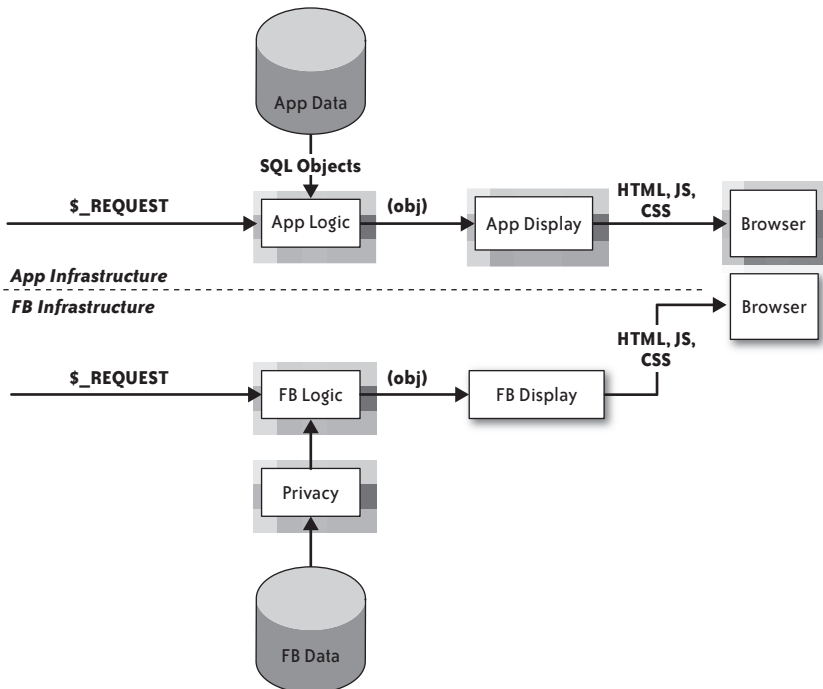 App Data
SQL Objects
$_REQUEST
App Logic
(obj)
App Display
HTML, JS,
CSS
Browser
App Infrastructure
FB Infrastructure
Browser
HTML, JS,
CSS
$_REQUEST
FB Logic
(obj)
FB Display
Privacy
FB Data